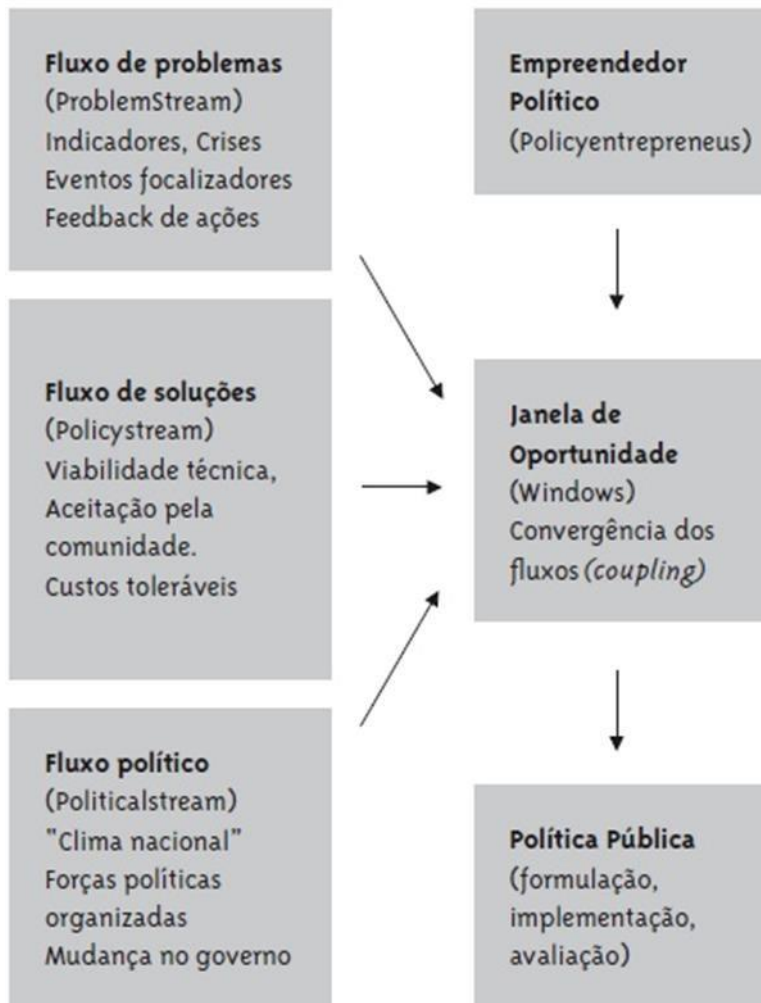 Fluxo de problemas
(ProblemStream)
Indicadores, Crises
Eventos focalizadores
Feedback de ações
Fluxo de soluções
(Policystream)
Viabilidade técnica,
Aceitação pela
comunidade.
Custos toleráveis
Fluxo político
(Politicalstream)
"Clima nacional"
Forças políticas
organizadas
Mudança no governo
Empreendedor
Político
(Policyentrepreneus)
Janela de
Oportunidade
(Windows)
Convergência dos
fluxos (coupling)
Política Pública
(formulação,
implementação,
avaliação)